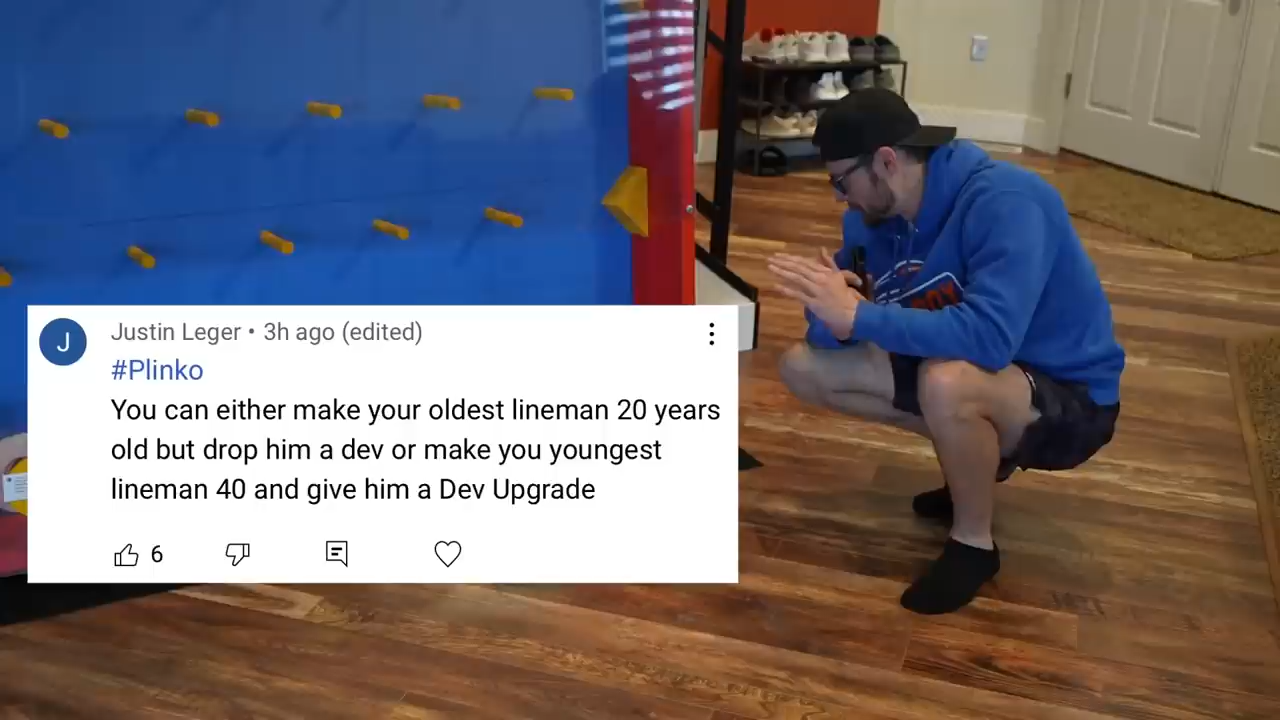 J
Justin Leger • 3h ago (edited)
#Plinko
You can either make your oldest lineman 20 years
old but drop him a dev or make you youngest
lineman 40 and give him a Dev Upgrade
6